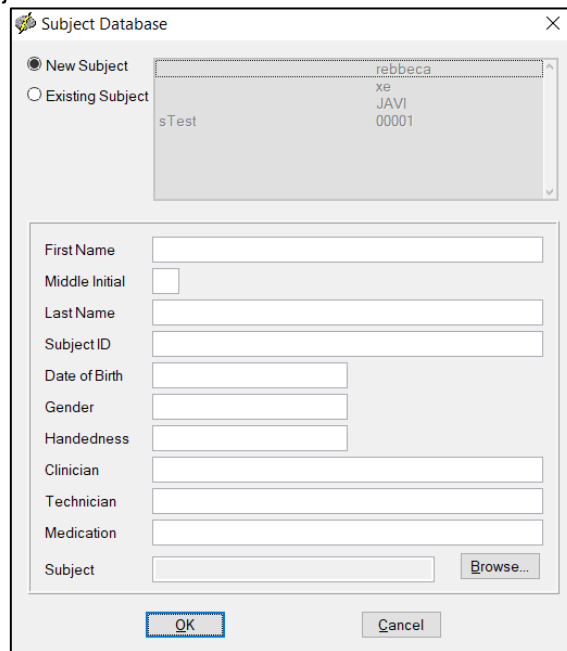 Subject Database
New Subject
rebbeca
Existing Subject
xe
JAVI
sTest 00001
First Name
Middle Initial
Last Name
Subject ID
Date of Birth
Gender
Handedness
Clinician
Technician
Medication
Subject Browse...
OK Cancel